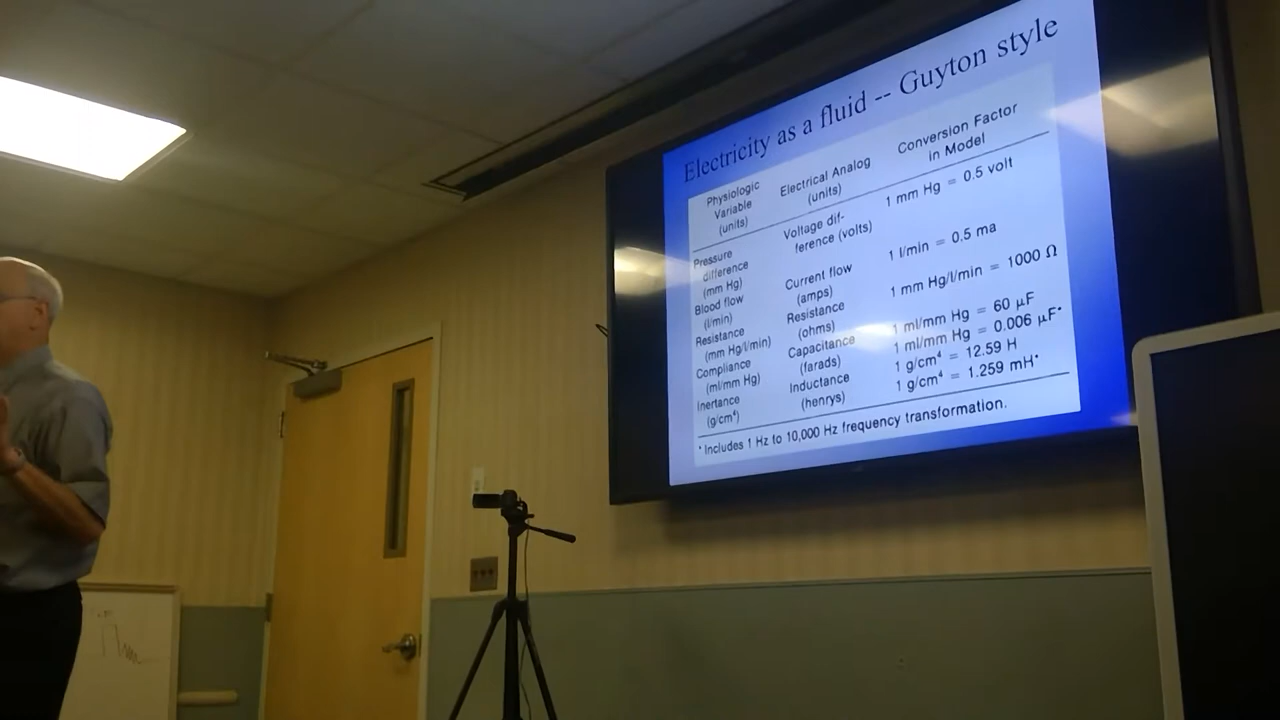 Electricity as a fluid -- Guyton style
Physiologic Variable (units) Electrical Analog (units) Conversion Factor in Model
Pressure difference (mm Hg) Voltage dif- ference (volts) 1 mm Hg = 0.5 volt
Blood flow (l/min) Current flow (amps) 1 l/min = 0.5 ma
Resistance (mm Hg/l/min) Resistance (ohms) 1 mm Hg/l/min = 1000 Ω
Compliance (ml/mm Hg) Capacitance (farads) 1 ml/mm Hg = 60 μF
1 ml/mm Hg = 0.006 μF*
Inertance (g/cm⁴) Inductance (henrys) 1 g/cm⁴ = 12.59 H
1 g/cm⁴ = 1.259 mH*
* Includes 1 Hz to 10,000 Hz frequency transformation.